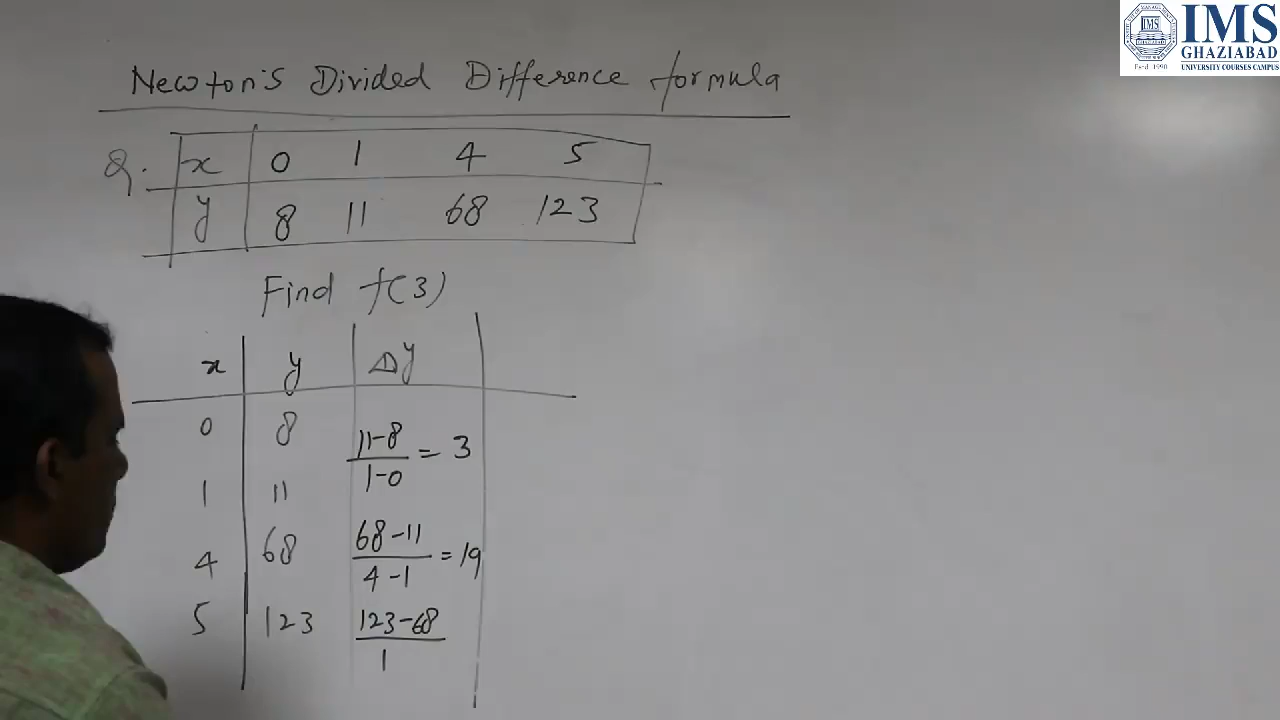 IMS
GHAZIABAD
UNIVERSITY COURSES CAMPUS
Estd. 1990
Newton's Divided Difference formula
Q. x 0 1 4 5
y 8 11 68 123
Find f(3)
x y Δy
0 8
11-8/1-0 = 3
1 11
68-11/4-1 = 19
4 68
5 123 123-68/1